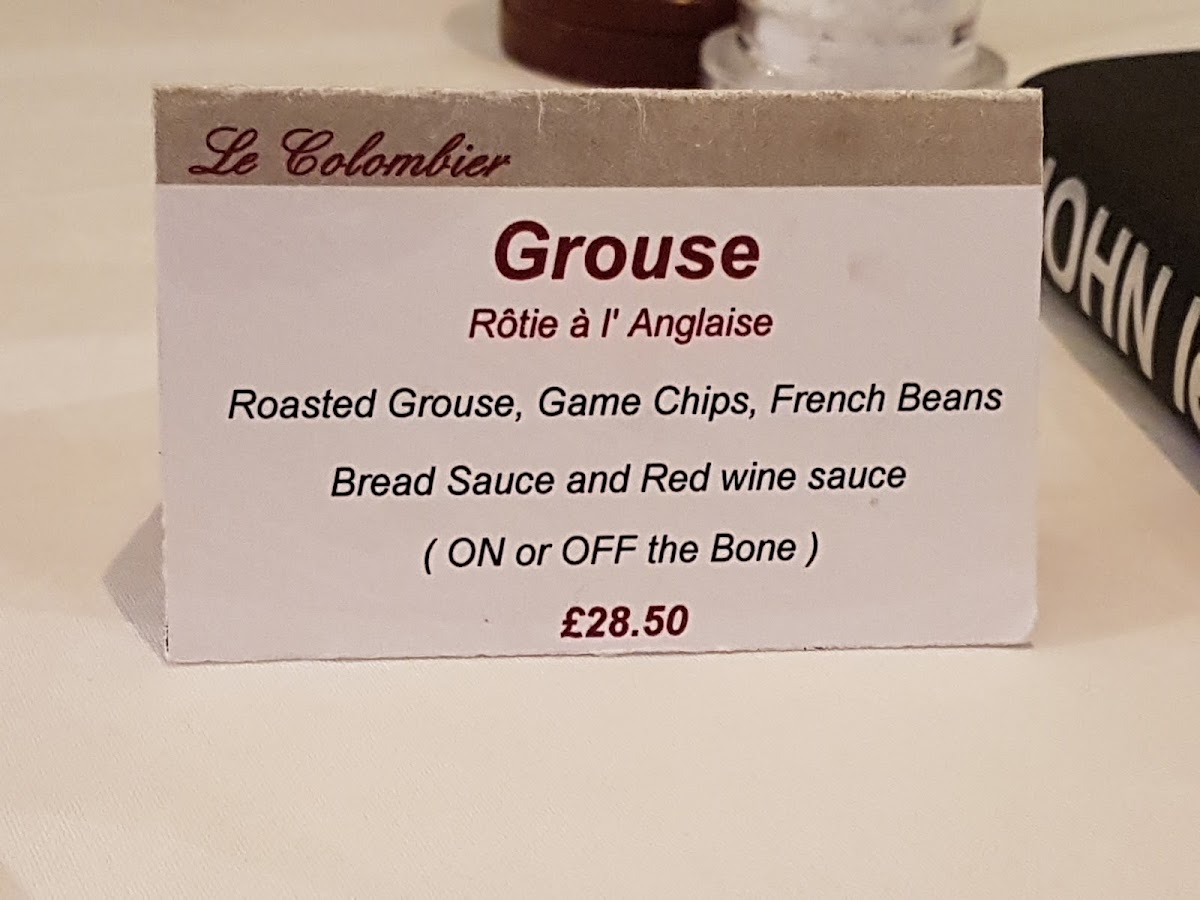 Le Colombier
Grouse
Rôtie à l' Anglaise
Roasted Grouse, Game Chips, French Beans
Bread Sauce and Red wine sauce
( ON or OFF the Bone )
£28.50
JOHN